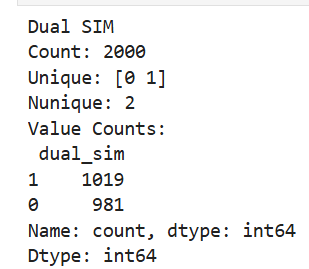 Dual SIM
Count: 2000
Unique: [0 1]
Nunique: 2
Value Counts:
 dual_sim
1    1019
0     981
Name: count, dtype: int64
Dtype: int64